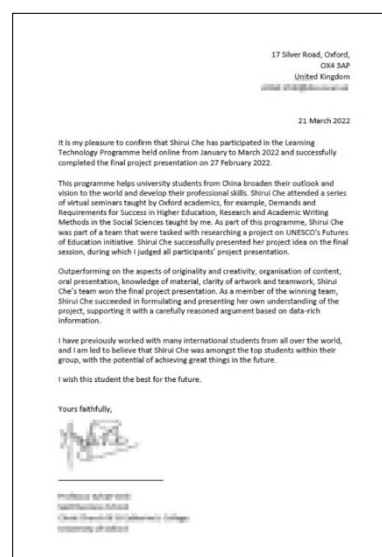 17 Silver Road, Oxford,
OX4 3AP
United Kingdom
21 March 2022
It is my pleasure to confirm that Shirui Che has participated in the Learning
Technology Programme held online from January to March 2022 and successfully
completed the final project presentation on 27 February 2022.
This programme helps university students from China broaden their outlook and
vision to the world and develop their professional skills. Shirui Che attended a series
of virtual seminars taught by Oxford academics, for example, Demands and
Requirements for Success in Higher Education, Research and Academic Writing
Methods in the Social Sciences taught by me. As part of this programme, Shirui Che
was part of a team that were tasked with researching a project on UNESCO's Futures
of Education initiative. Shirui Che successfully presented her project idea on the final
session, during which I judged all participants' project presentation.
Outperforming on the aspects of originality and creativity, organisation of content,
oral presentation, knowledge of material, clarity of artwork and teamwork, Shirui
Che's team won the final project presentation. As a member of the winning team,
Shirui Che succeeded in formulating and presenting her own understanding of the
project, supporting it with a carefully reasoned argument based on data-rich
information.
I have previously worked with many international students from all over the world,
and I am led to believe that Shirui Che was amongst the top students within their
group, with the potential of achieving great things in the future.
I wish this student the best for the future.
Yours faithfully,